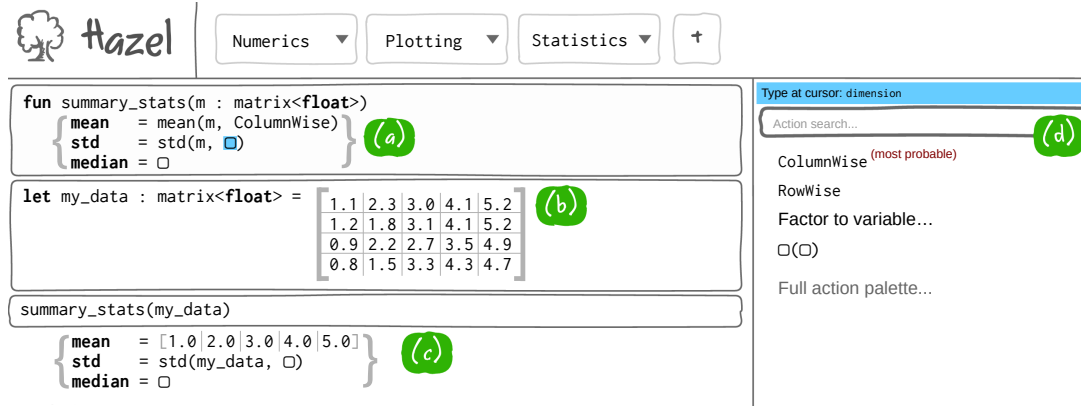 Hazel
Numerics ▼ Plotting ▼ Statistics ▼ +
fun summary_stats(m : matrix<float>)
mean = mean(m, ColumnWise)
std = std(m, ▢)
median = ▢
(a)
let my_data : matrix<float> =
1.1 2.3 3.0 4.1 5.2
1.2 1.8 3.1 4.1 5.2
0.9 2.2 2.7 3.5 4.9
0.8 1.5 3.3 4.3 4.7
(b)
summary_stats(my_data)
mean = [1.0|2.0|3.0|4.0|5.0]
std = std(my_data, ▢)
median = ▢
(c)
Type at cursor: dimension
Action search...
(d)
ColumnWise (most probable)
RowWise
Factor to variable...
▢(▢)
Full action palette...